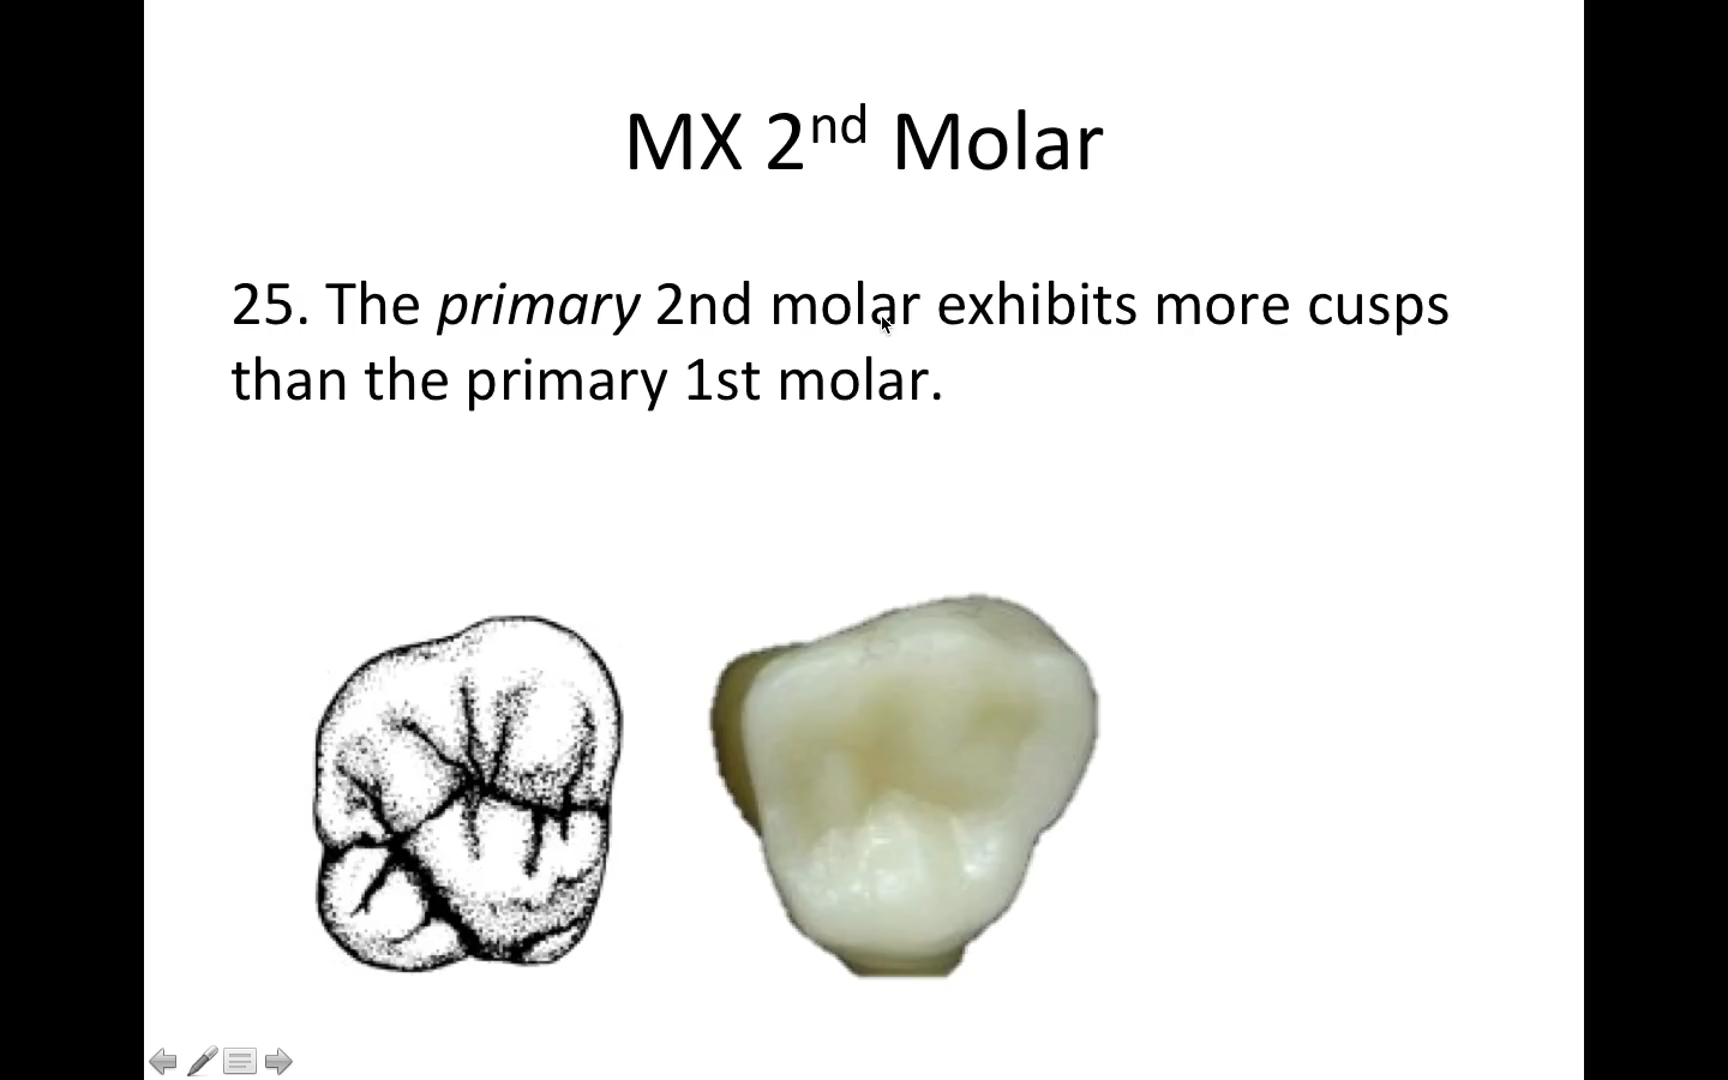 MX 2nd Molar
25. The primary 2nd molar exhibits more cusps
than the primary 1st molar.